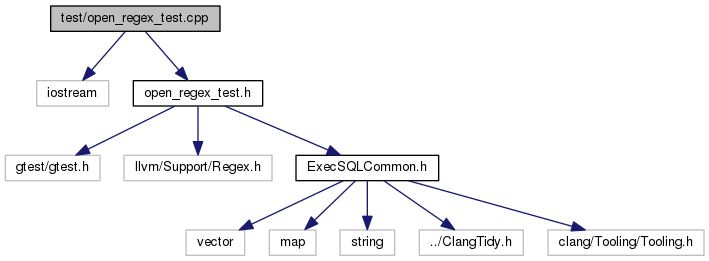 test/open_regex_test.cpp
iostream
open_regex_test.h
gtest/gtest.h
llvm/Support/Regex.h
ExecSQLCommon.h
vector
map
string
../ClangTidy.h
clang/Tooling/Tooling.h